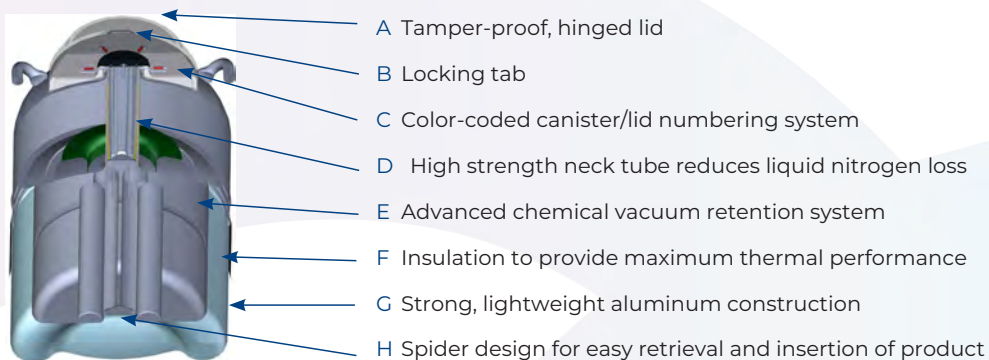 A Tamper-proof, hinged lid
B Locking tab
C Color-coded canister/lid numbering system
D High strength neck tube reduces liquid nitrogen loss
E Advanced chemical vacuum retention system
F Insulation to provide maximum thermal performance
G Strong, lightweight aluminum construction
H Spider design for easy retrieval and insertion of product